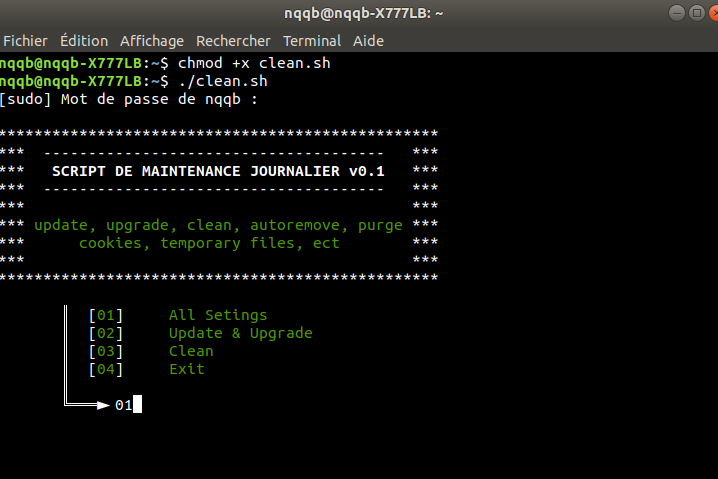 nqqb@nqqb-X777LB: ~
Fichier Édition Affichage Rechercher Terminal Aide
nqqb@nqqb-X777LB:~$ chmod +x clean.sh
nqqb@nqqb-X777LB:~$ ./clean.sh
[sudo] Mot de passe de nqqb :
*************************************************
***  --------------------------------------   ***
***   SCRIPT DE MAINTENANCE JOURNALIER v0.1   ***
***  --------------------------------------   ***
***                                           ***
*** update, upgrade, clean, autoremove, purge ***
***      cookies, temporary files, ect        ***
***                                           ***
*************************************************
[01]     All Setings
[02]     Update & Upgrade
[03]     Clean
[04]     Exit
01